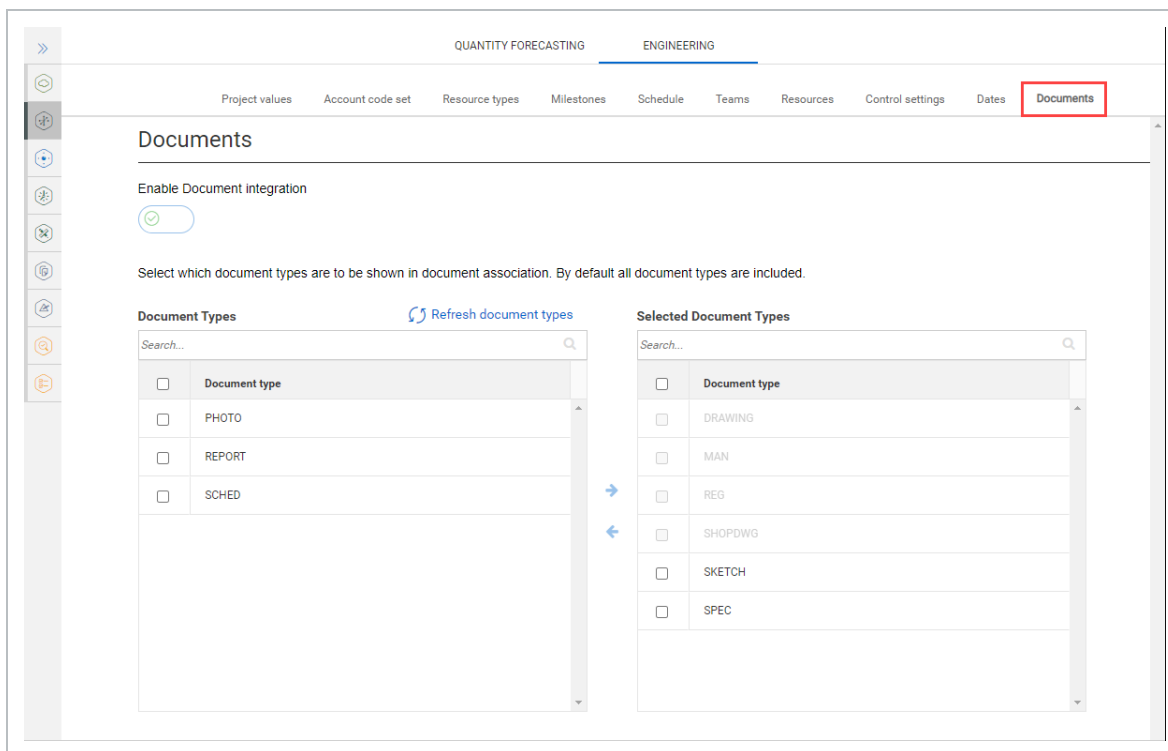 QUANTITY FORECASTING ENGINEERING
Project values Account code set Resource types Milestones Schedule Teams Resources Control settings Dates Documents
Documents
Enable Document integration
Select which document types are to be shown in document association. By default all document types are included.
Document Types Refresh document types Selected Document Types
Search... Search...
Document type Document type
PHOTO DRAWING
REPORT MAN
SCHED REG
SHOPDWG
SKETCH
SPEC